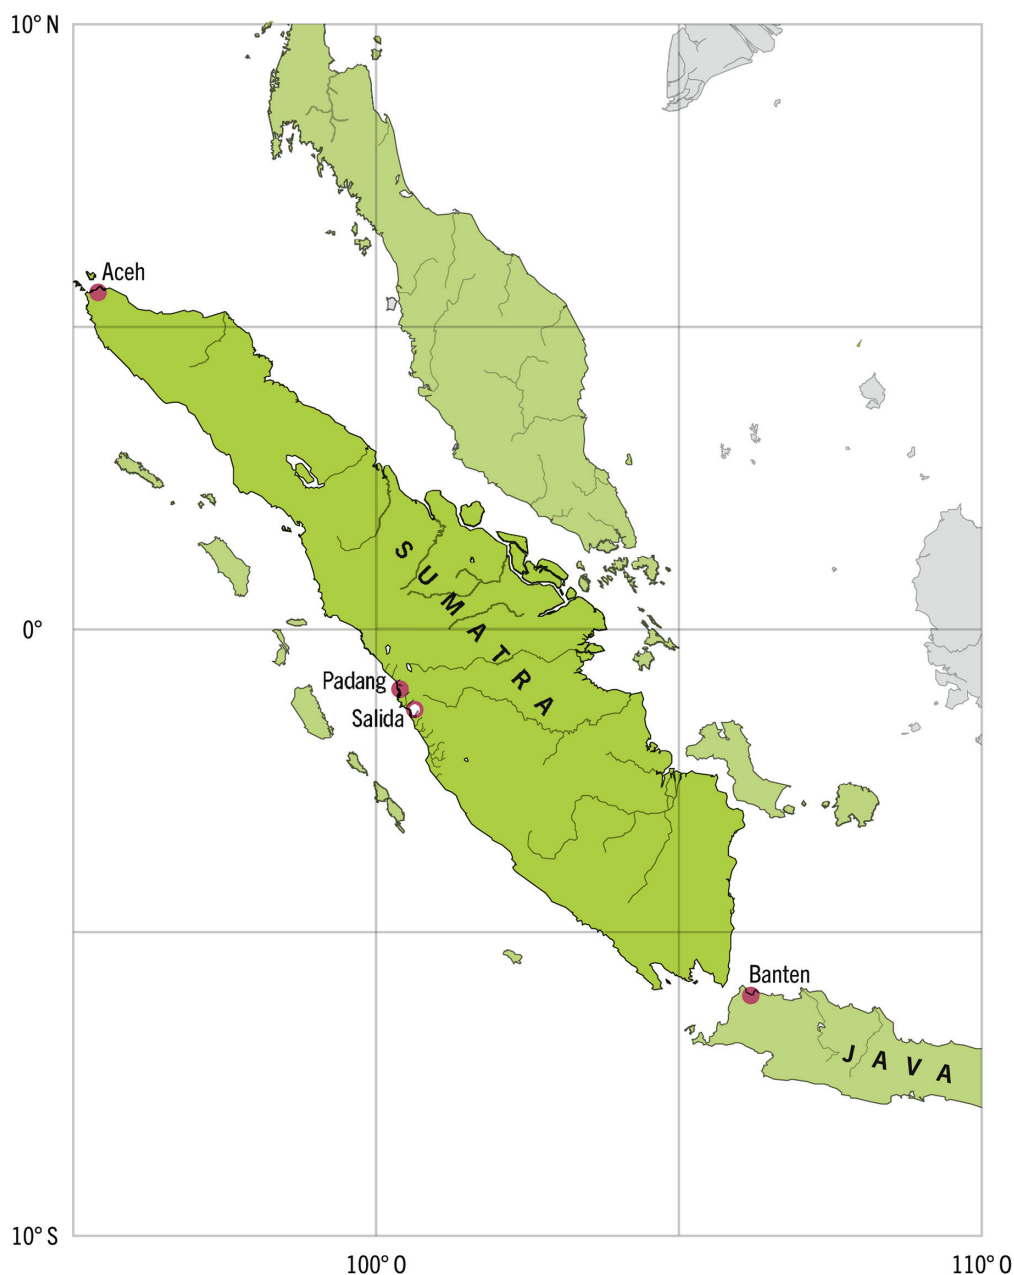 10° N
Aceh
SUMATRA
0°
Padang
Salida
Banten
JAVA
10° S
100° O
110° O